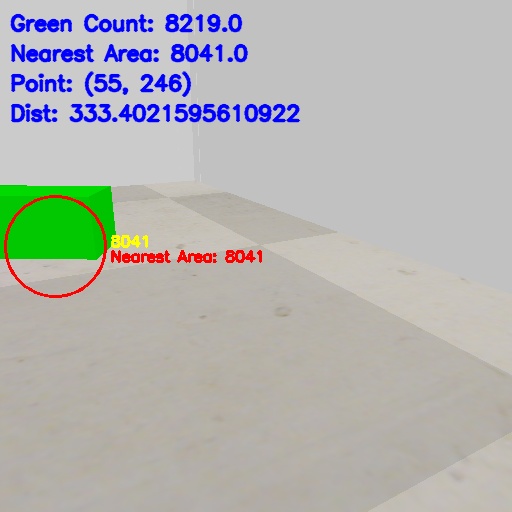 Green Count: 8219.0
Nearest Area: 8041.0
Point: (55, 246)
Dist: 333.4021595610922
8041
Nearest Area: 8041